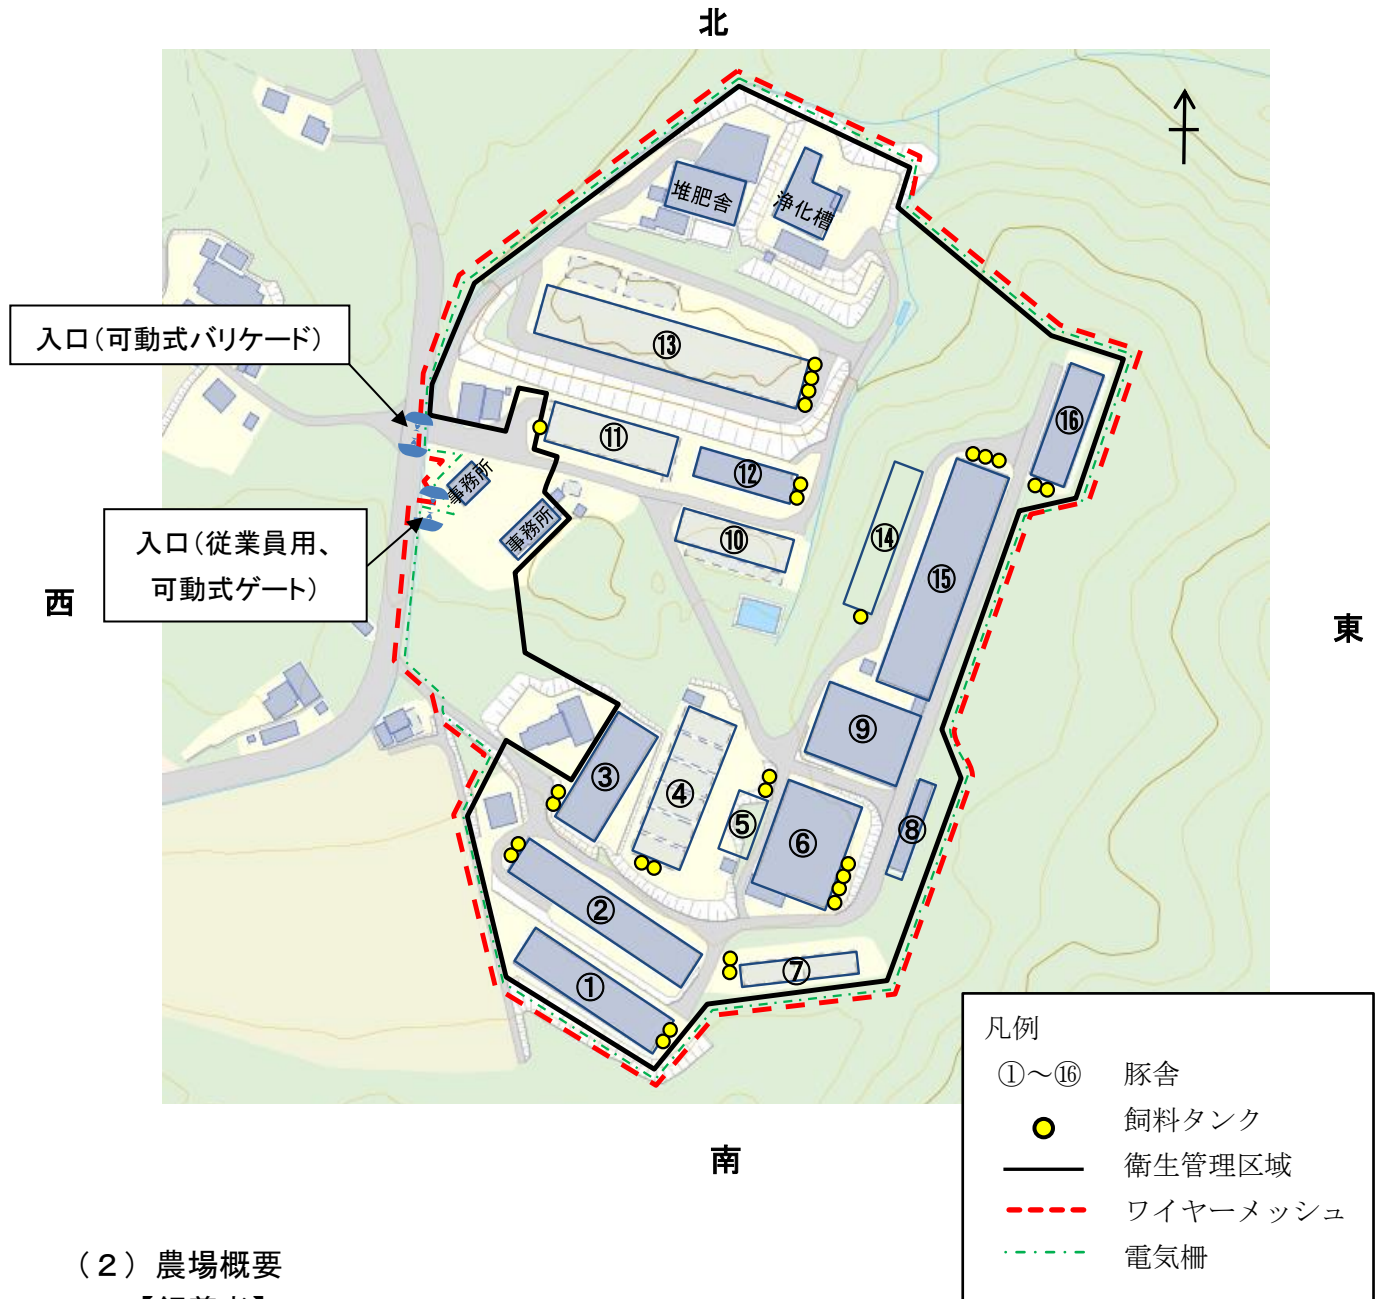 北
堆肥舎
浄化槽
入口（可動式バリケード）
⑬
⑯
⑪
⑫
事務所
事務所
⑩
⑭
入口（従業員用、
可動式ゲート）
⑮
西
東
⑨
③
④
⑤
⑥
⑧
②
①
⑦
南
凡例
①～⑯ 豚舎
飼料タンク
衛生管理区域
ワイヤーメッシュ
電気柵
（２）農場概要